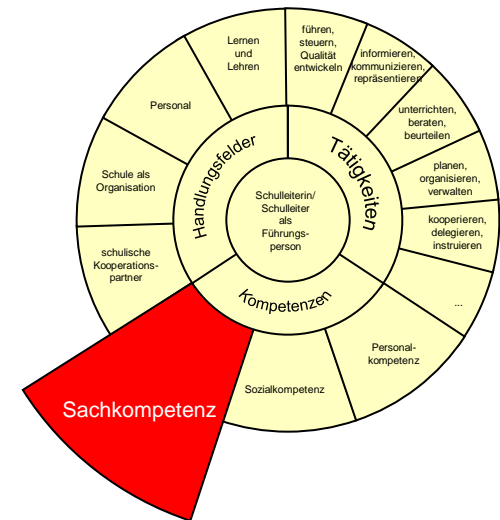 Lernen
und
Lehren
führen,
steuern,
Qualität
entwickeln
informieren,
kommunizieren,
repräsentieren
unterrichten,
beraten,
beurteilen
planen,
organisieren,
verwalten
kooperieren,
delegieren,
instruieren
...
Personal-
kompetenz
Sozialkompetenz
Sachkompetenz
schulische
Kooperations-
partner
Schule als
Organisation
Personal
Handlungsfelder
Tätigkeiten
Kompetenzen
Schulleiterin/
Schulleiter
als
Führungs-
person